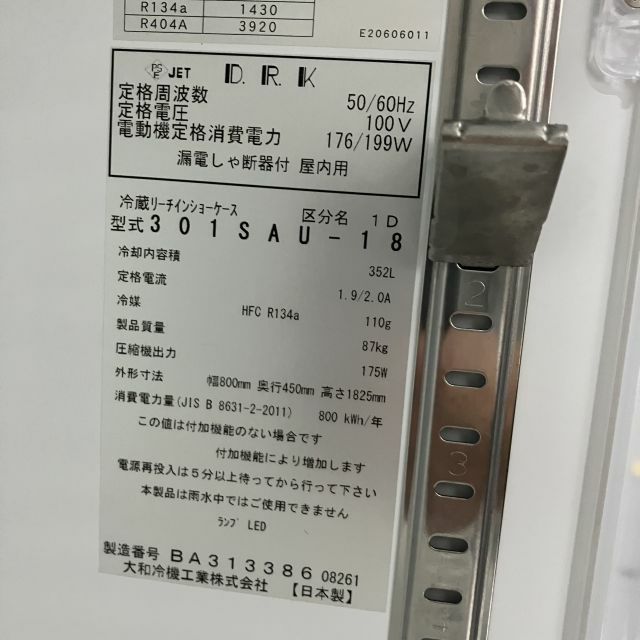 R134a 1430
R404A 3920
E20606011
PS E JET D.R.K
定格周波数 50/60Hz
定格電圧 100V
電動機定格消費電力 176/199W
漏電しゃ断器付 屋内用
冷蔵リーチインショーケース 区分名 1D
型式 301SAU-18
冷却内容積 352L
定格電流 1.9/2.0A
冷媒 HFC R134a 110g
製品質量 87kg
圧縮機出力 175W
外形寸法 幅800mm 奥行450mm 高さ1825mm
消費電力量(JIS B 8631-2-2011) 800 kWh/年
この値は付加機能のない場合です
付加機能により増加します
電源再投入は5分以上待ってから行って下さい
本製品は雨水中ではご使用できません
ランプ LED
製造番号 BA313386 08261
大和冷機工業株式会社 【日本製】
2
3